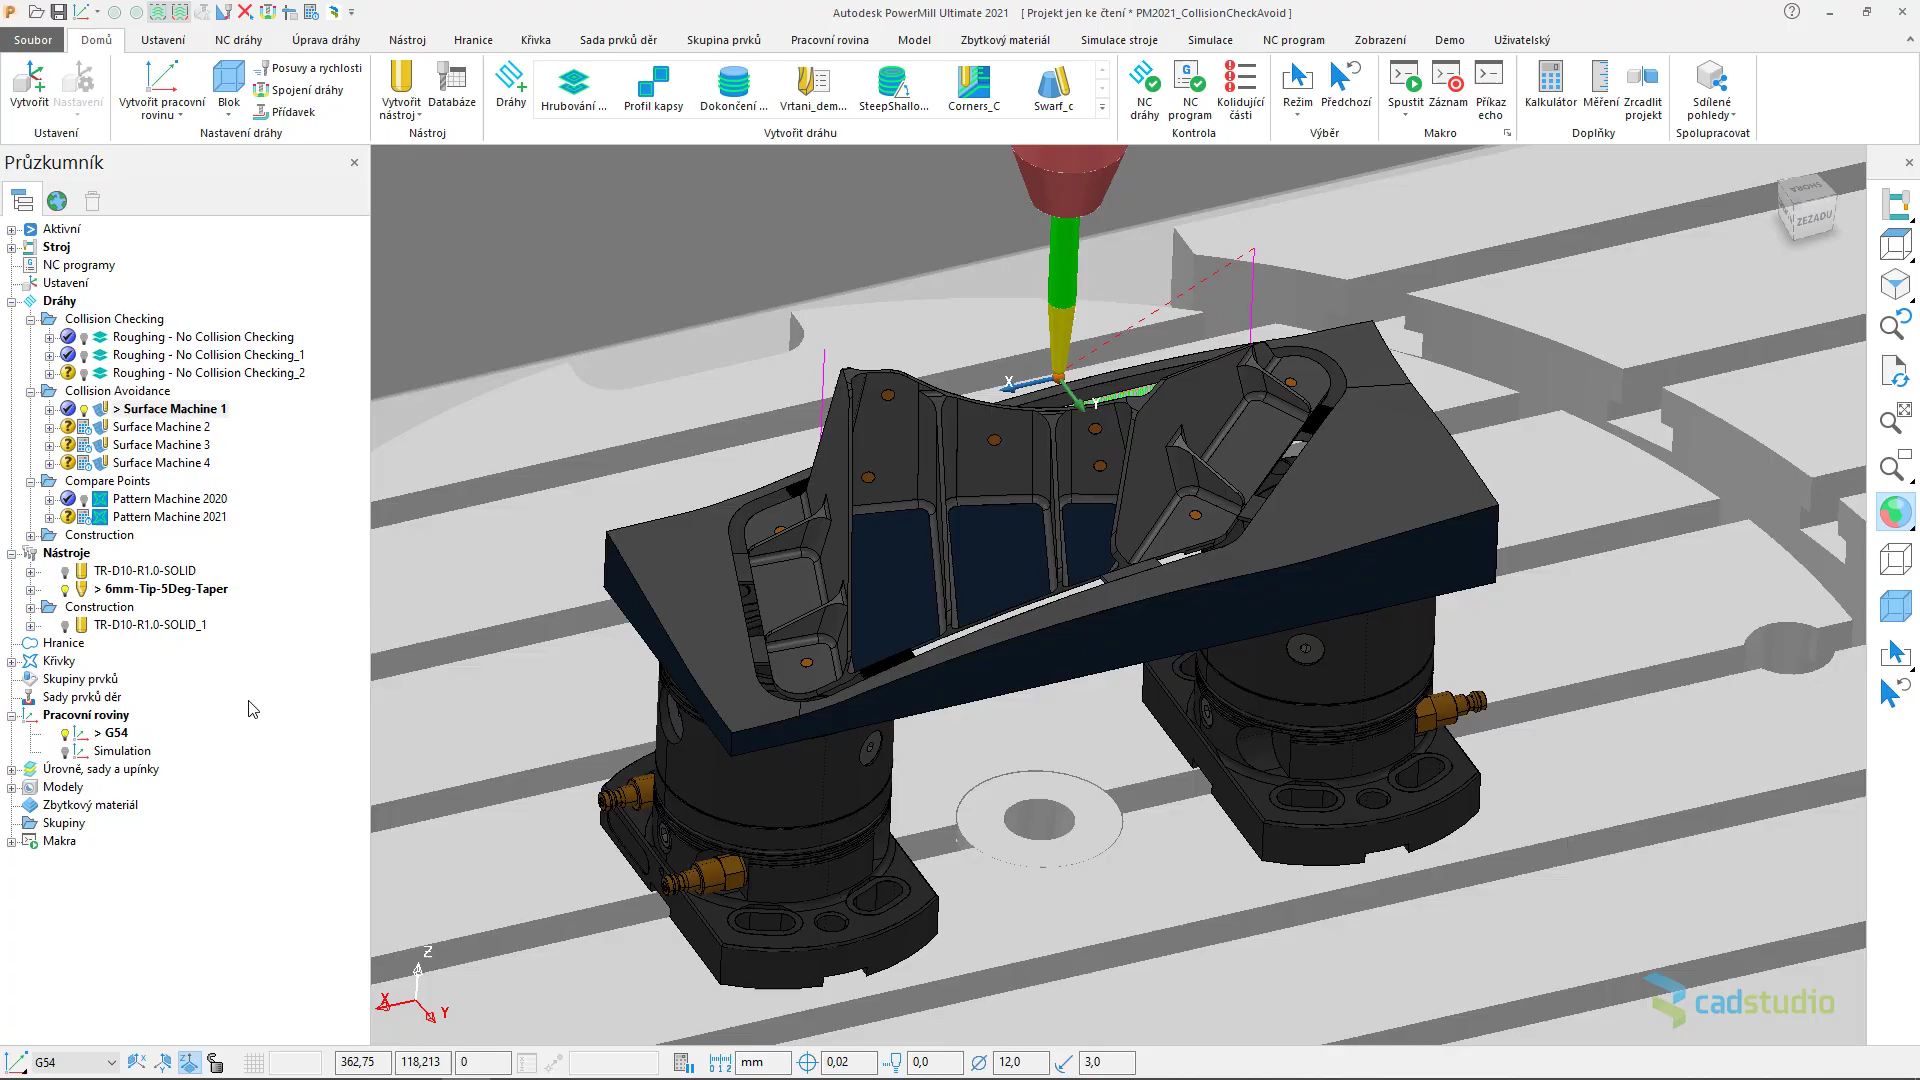 Autodesk PowerMill Ultimate 2021 [ Projekt jen ke čtení * PM2021_CollisionCheckAvoid ]
Soubor Domů Ustavení NC dráhy Úprava dráhy Nástroj Hranice Křivka Sada prvků děr Skupina prvků Pracovní rovina Model Zbytkový materiál Simulace stroje Simulace NC program Zobrazení Demo Uživatelský
Vytvořit Nastavení Vytvořit pracovní rovinu Blok Posuvy a rychlosti
Spojení dráhy
Přídavek
Vytvořit nástroj Databáze Dráhy Hrubování ... Profil kapsy Dokončení ... Vrtani_dem... SteepShallo... Corners_C Swarf_c
NC dráhy NC program Kolidující části Režim Předchozí Spustit Záznam Příkaz echo Kalkulátor Měření Zrcadlit projekt Sdílené pohledy
Ustavení Nastavení dráhy Nástroj Vytvořit dráhu Kontrola Výběr Makro Doplňky Spolupracovat
Průzkumník
Aktivní
Stroj
NC programy
Ustavení
Dráhy
Collision Checking
Roughing - No Collision Checking
Roughing - No Collision Checking_1
Roughing - No Collision Checking_2
Collision Avoidance
> Surface Machine 1
Surface Machine 2
Surface Machine 3
Surface Machine 4
Compare Points
Pattern Machine 2020
Pattern Machine 2021
Construction
Nástroje
TR-D10-R1.0-SOLID
> 6mm-Tip-5Deg-Taper
Construction
TR-D10-R1.0-SOLID_1
Hranice
Křivky
Skupiny prvků
Sady prvků děr
Pracovní roviny
> G54
Simulation
Úrovně, sady a upínky
Modely
Zbytkový materiál
Skupiny
Makra
SHORA
ZEZADU
X
Y
Z
X
Y
cadstudio
G54 362,75 118,213 0 mm 0,02 0,0 12,0 3,0